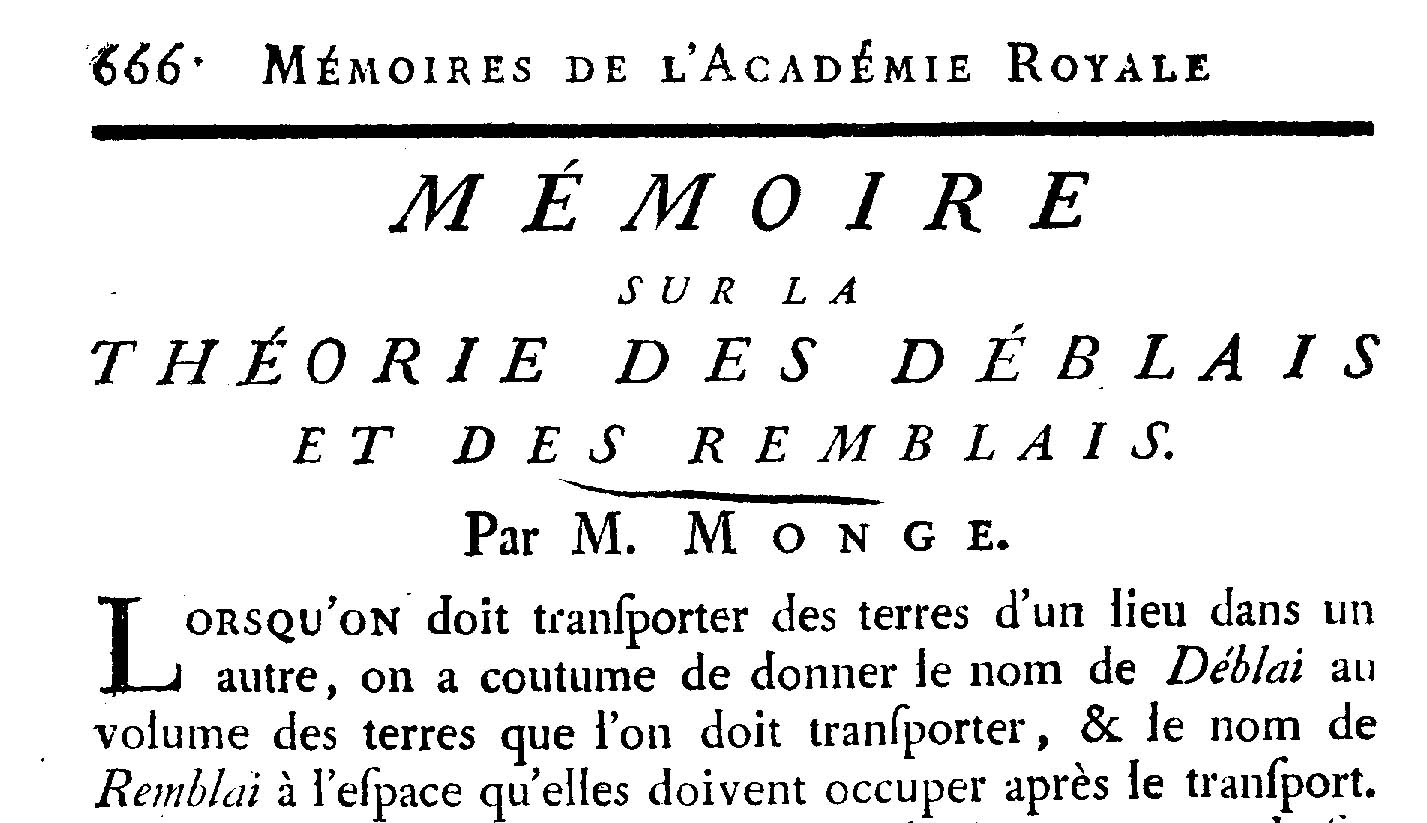 666. MÉMOIRES DE L'ACADÉMIE ROYALE
MÉMOIRE
SUR LA
THÉORIE DES DÉBLAIS
ET DES REMBLAIS.
Par M. MONGE.
LORSQU'ON doit tranſporter des terres d'un lieu dans un
autre, on a coutume de donner le nom de Déblai au
volume des terres que l'on doit tranſporter, & le nom de
Remblai à l'eſpace qu'elles doivent occuper après le tranſport.